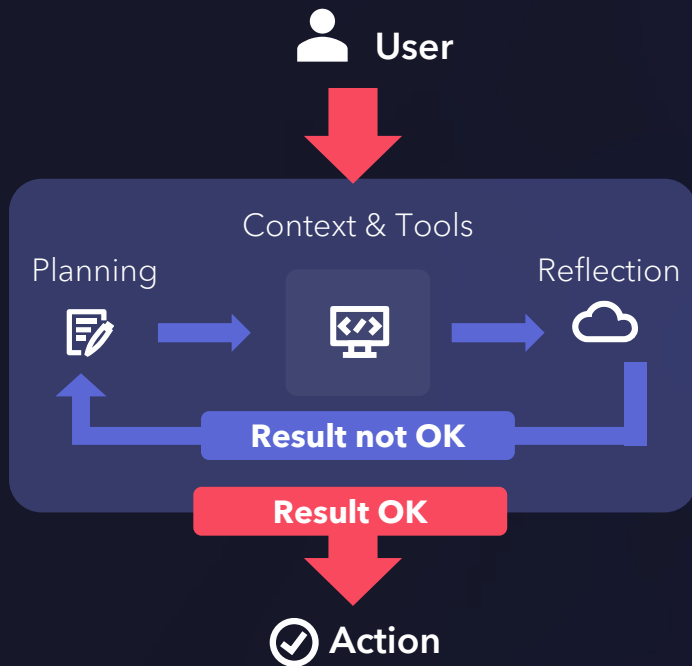 User
Context & Tools
Planning
Reflection
Result not OK
Result OK
Action